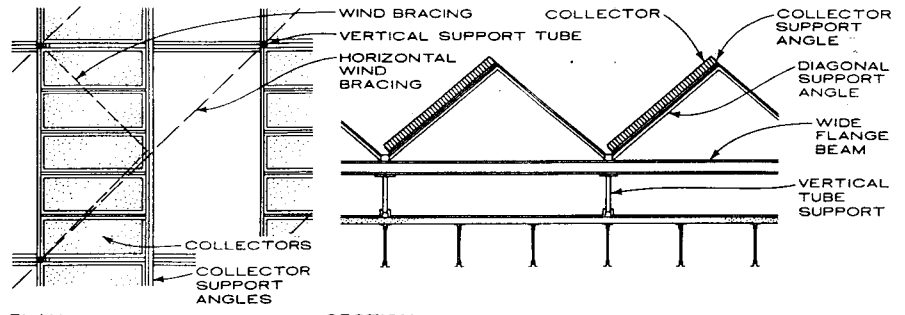 WIND BRACING
VERTICAL SUPPORT TUBE
HORIZONTAL
WIND
BRACING
COLLECTORS
COLLECTOR
SUPPORT
ANGLES
COLLECTOR
COLLECTOR
SUPPORT
ANGLE
DIAGONAL
SUPPORT
ANGLE
WIDE
FLANGE
BEAM
VERTICAL
TUBE
SUPPORT